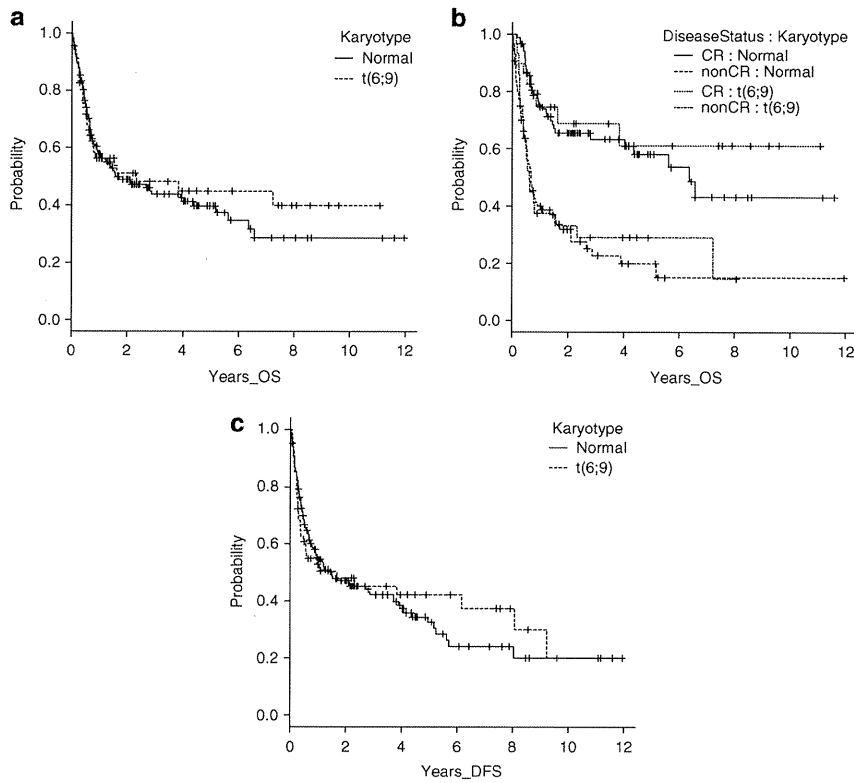 a
Karyotype
Normal
t(6;9)
1.0
0.8
0.6
0.4
0.2
0.0
Probability
0 2 4 6 8 10 12
Years_OS
b
DiseaseStatus : Karyotype
CR : Normal
nonCR : Normal
CR : t(6;9)
nonCR : t(6;9)
1.0
0.8
0.6
0.4
0.2
0.0
Probability
0 2 4 6 8 10 12
Years_OS
c
Karyotype
Normal
t(6;9)
1.0
0.8
0.6
0.4
0.2
0.0
Probability
0 2 4 6 8 10 12
Years_DFS